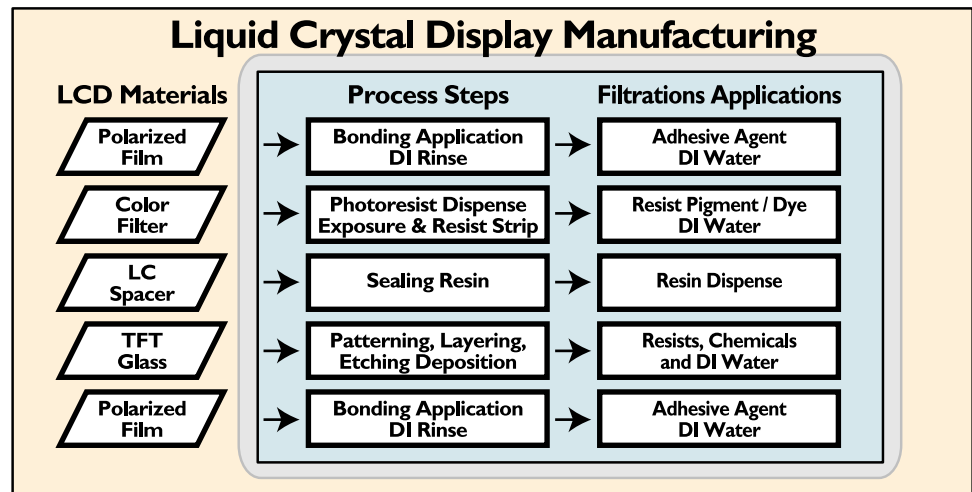 Liquid Crystal Display Manufacturing
LCD Materials
Process Steps
Filtrations Applications
Polarized
Film
Bonding Application
DI Rinse
Adhesive Agent
DI Water
Color
Filter
Photoresist Dispense
Exposure & Resist Strip
Resist Pigment / Dye
DI Water
LC
Spacer
Sealing Resin
Resin Dispense
TFT
Glass
Patterning, Layering,
Etching Deposition
Resists, Chemicals
and DI Water
Polarized
Film
Bonding Application
DI Rinse
Adhesive Agent
DI Water